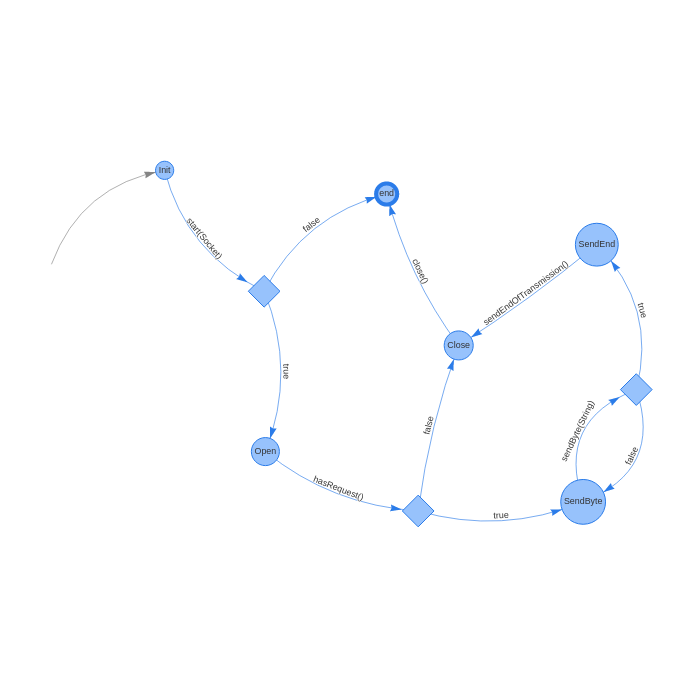 Init
end
false
start(Socket)
SendEnd
close()
sendEndOfTransmission()
true
Close
true
false
sendByte(String)
Open
false
hasRequest()
SendByte
true